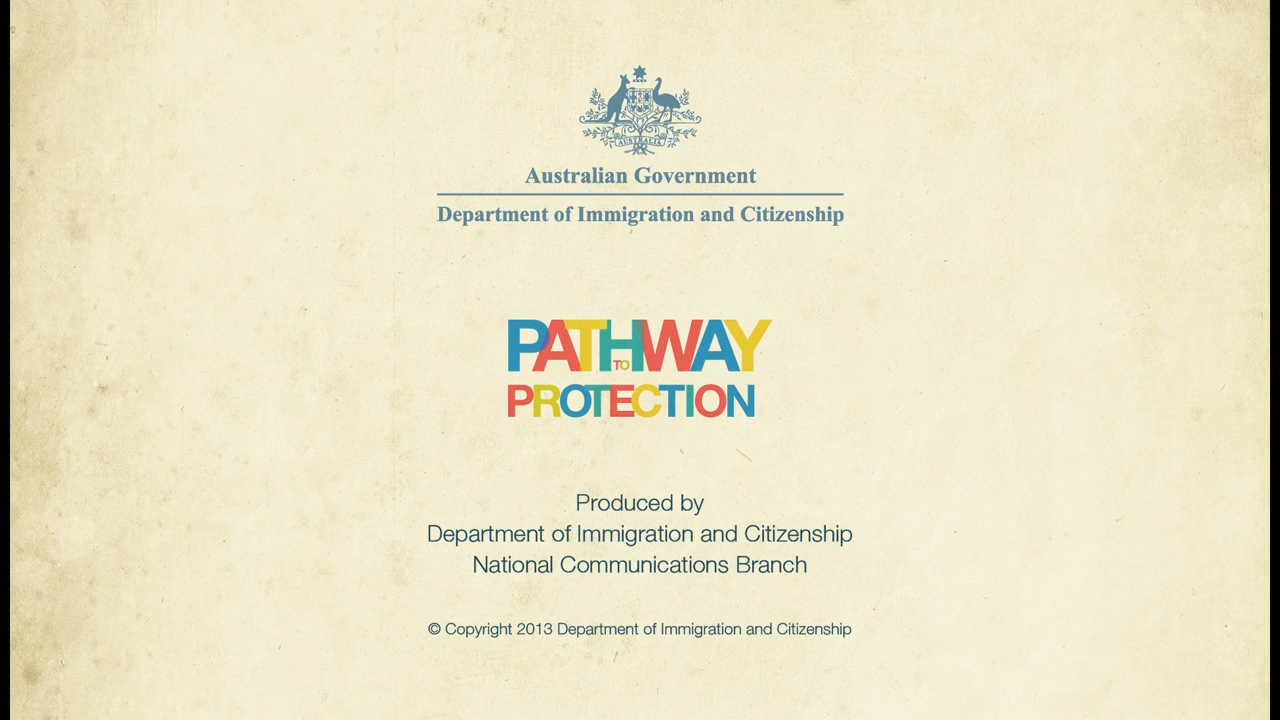 AUSTRALIA
Australian Government
Department of Immigration and Citizenship
PATHWAY
TO
PROTECTION
Produced by
Department of Immigration and Citizenship
National Communications Branch
© Copyright 2013 Department of Immigration and Citizenship